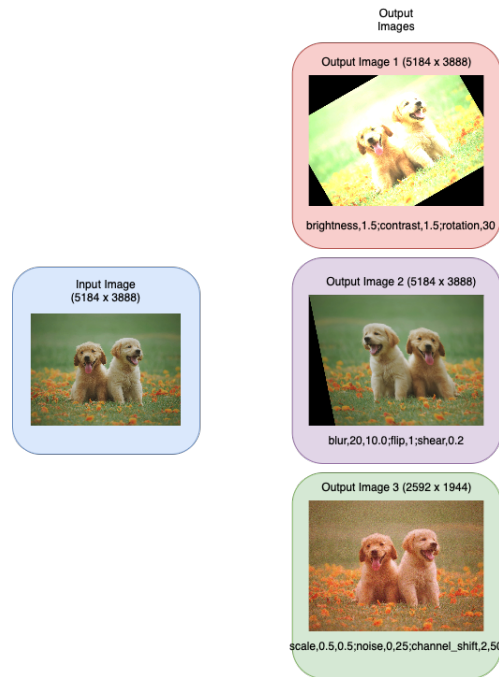 Output
Images
Output Image 1 (5184 x 3888)
brightness,1.5;contrast,1.5;rotation,30
Input Image
(5184 x 3888)
Output Image 2 (5184 x 3888)
blur,20,10.0;flip,1;shear,0.2
Output Image 3 (2592 x 1944)
scale,0.5,0.5;noise,0,25;channel_shift,2,50